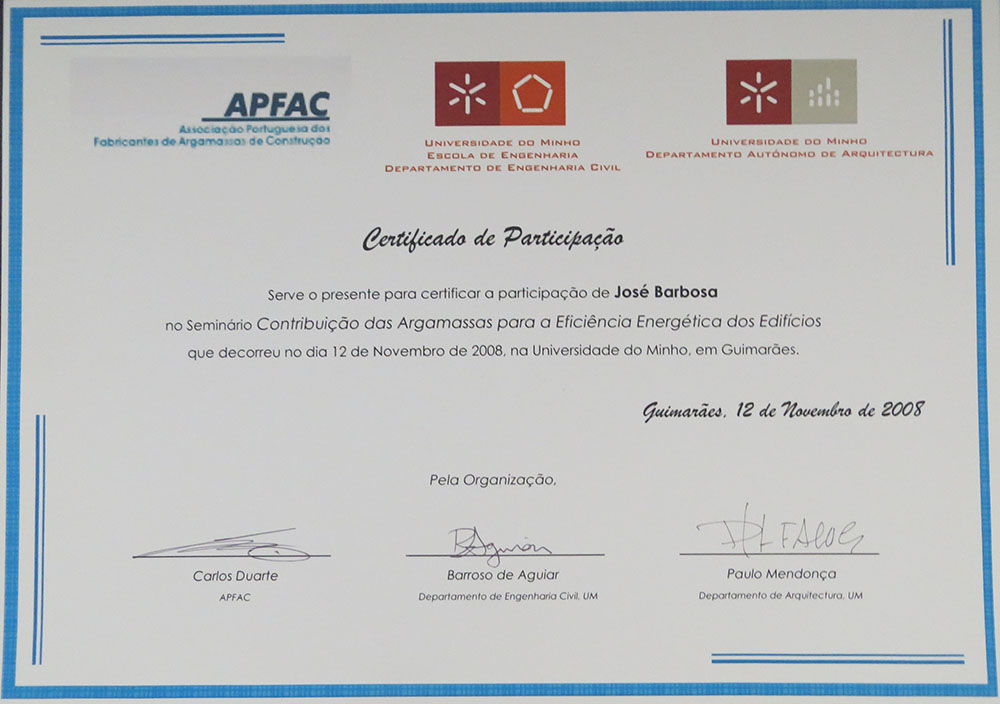 APFAC
Associação Portuguesa dos
Fabricantes de Argamassas de Construção
UNIVERSIDADE DO MINHO
ESCOLA DE ENGENHARIA
DEPARTAMENTO DE ENGENHARIA CIVIL
UNIVERSIDADE DO MINHO
DEPARTAMENTO AUTÓNOMO DE ARQUITECTURA
Certificado de Participação
Serve o presente para certificar a participação de José Barbosa
no Seminário Contribuição das Argamassas para a Eficiência Energética dos Edifícios
que decorreu no dia 12 de Novembro de 2008, na Universidade do Minho, em Guimarães.
Guimarães, 12 de Novembro de 2008
Pela Organização,
Carlos Duarte
APFAC
Barroso de Aguiar
Departamento de Engenharia Civil, UM
Paulo Mendonça
Departamento de Arquitectura, UM